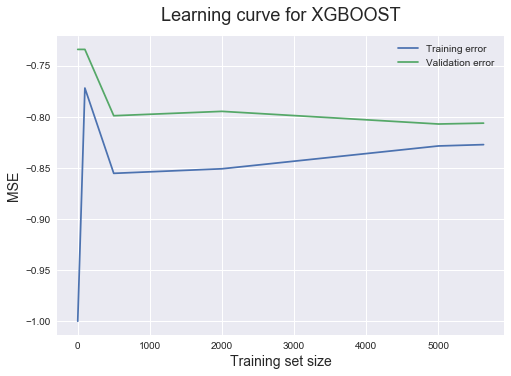 Learning curve for XGBOOST
Training error
Validation error
−0.75
−0.80
−0.85
−0.90
−0.95
−1.00
MSE
0 1000 2000 3000 4000 5000
Training set size